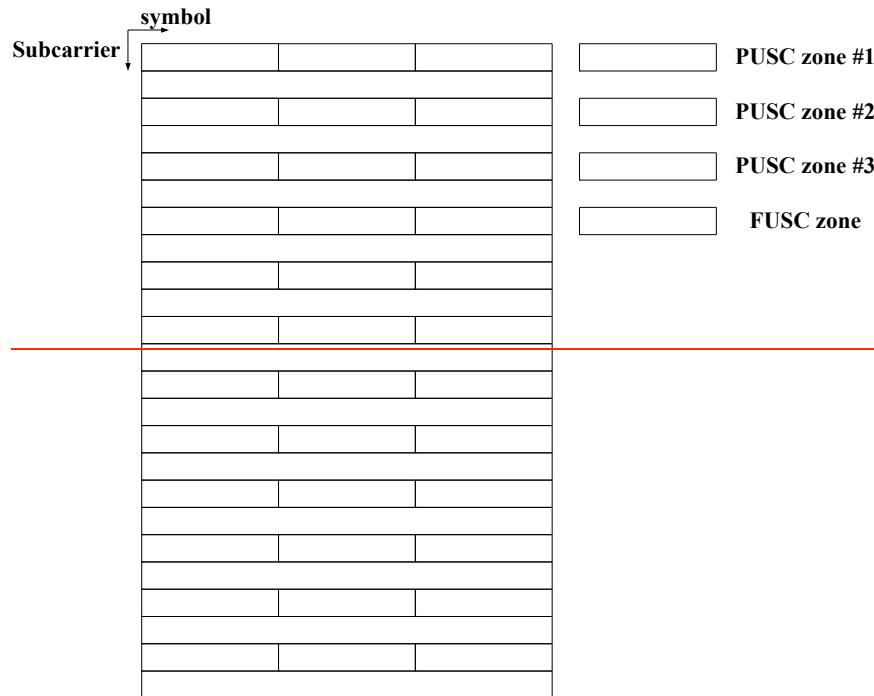 symbol
Subcarrier
PUSC zone #1
PUSC zone #2
PUSC zone #3
FUSC zone